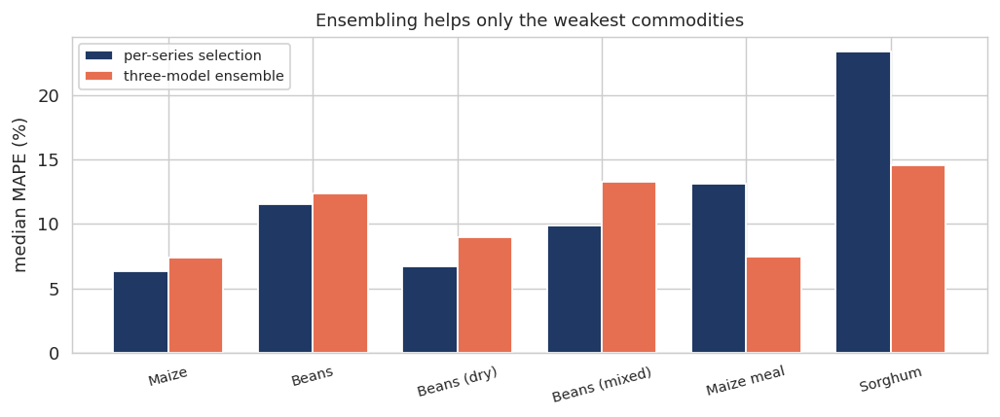 Ensembling helps only the weakest commodities
per-series selection
three-model ensemble
median MAPE (%)
20
15
10
5
0
Maize
Beans
Beans (dry)
Beans (mixed)
Maize meal
Sorghum